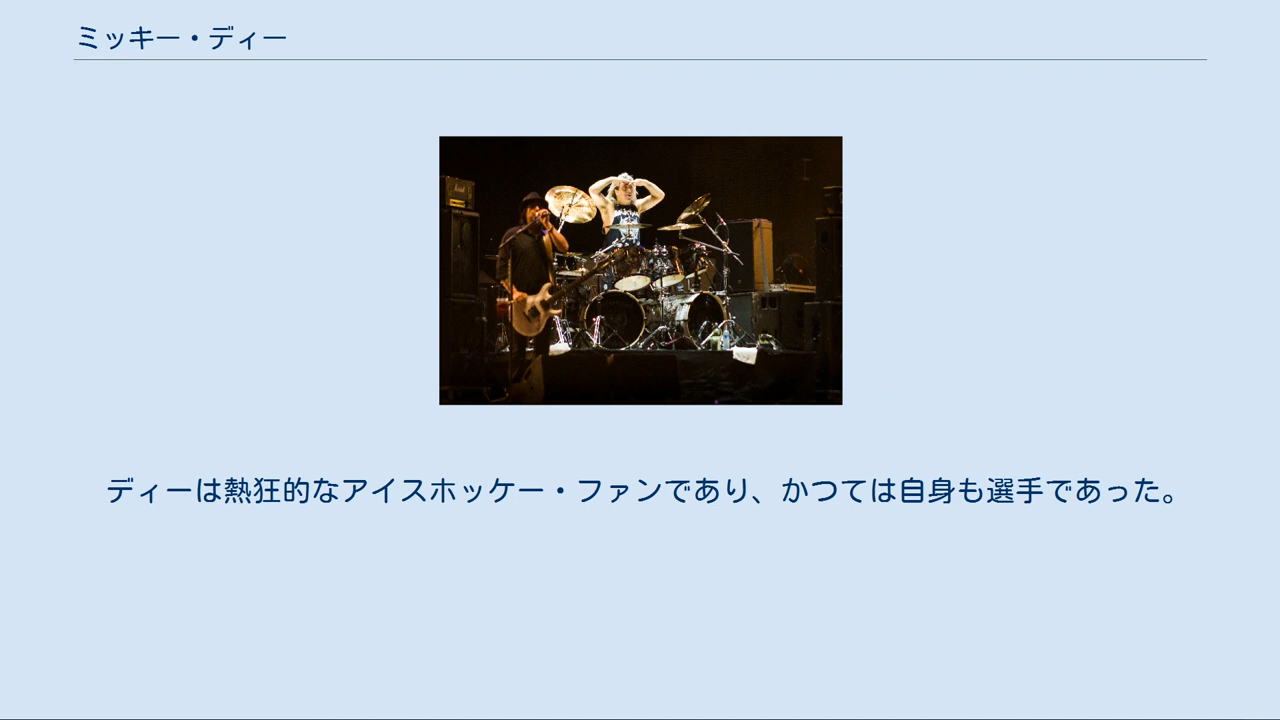 ミッキー・ディー
ディーは熱狂的なアイスホッケー・ファンであり、かつては自身も選手であった。